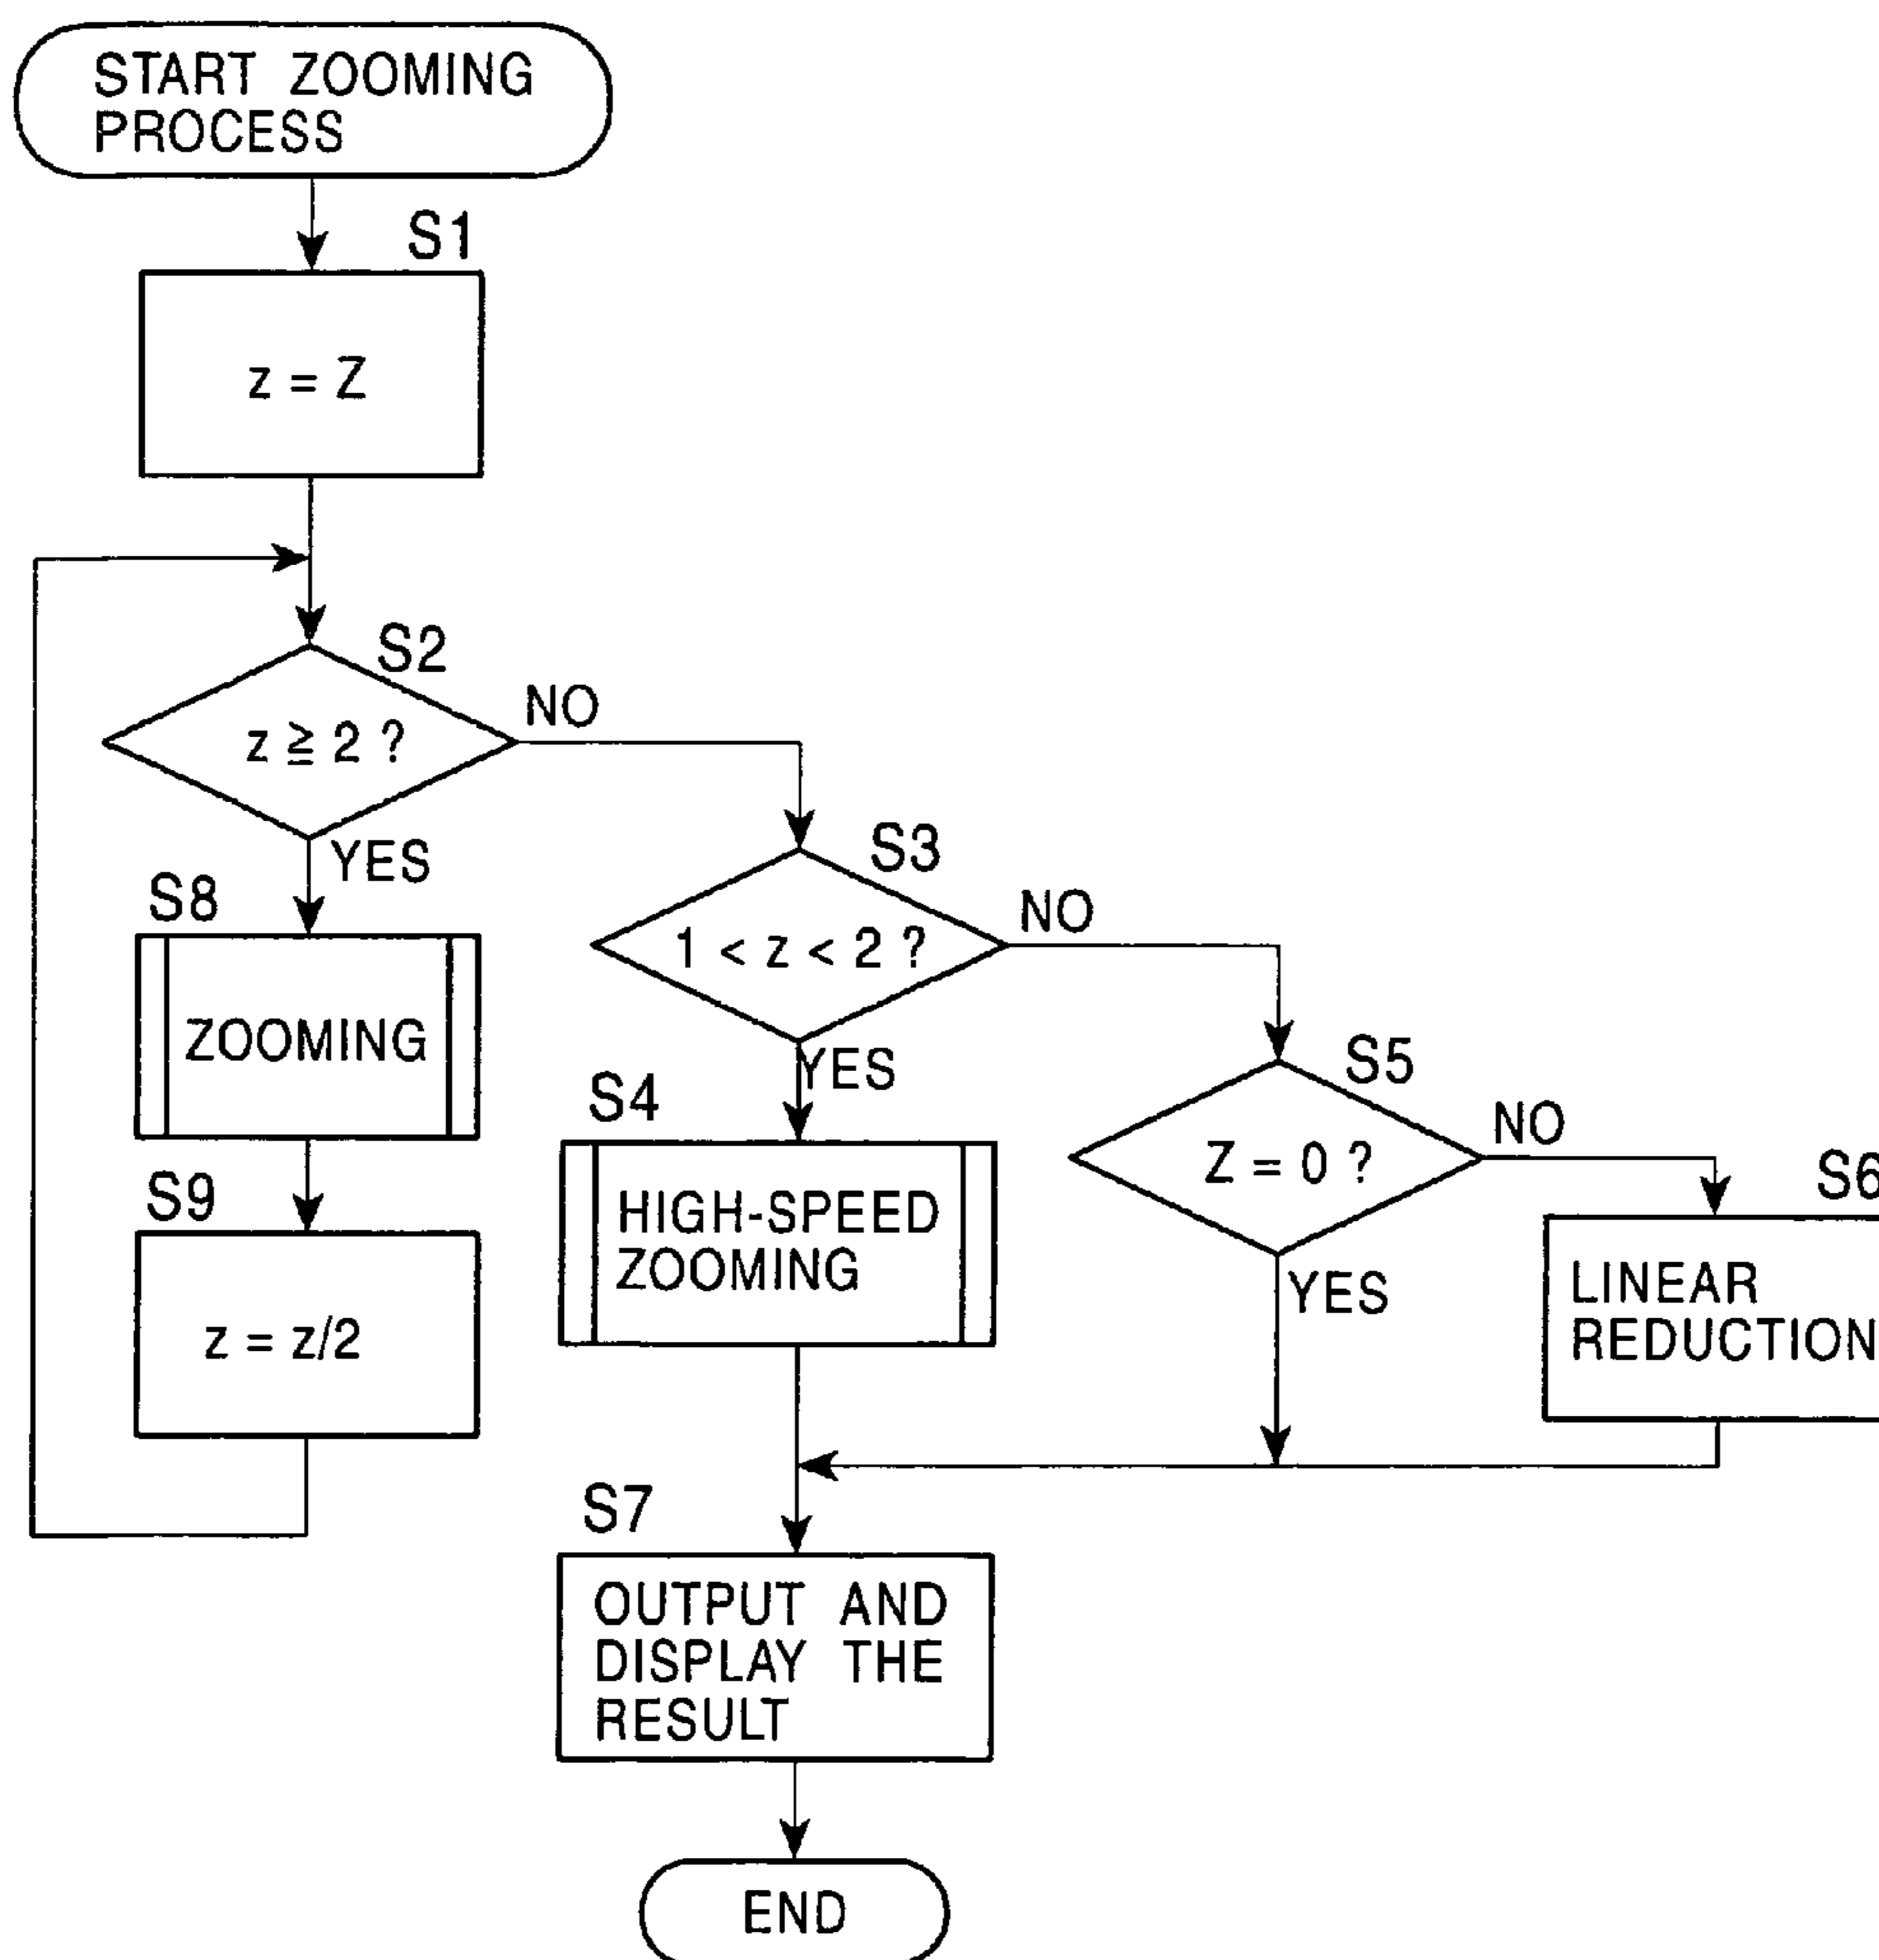 START ZOOMING
PROCESS
S1
z = Z
S2
z ≧ 2 ?
NO
YES
S3
1 < z < 2 ?
NO
YES
S8
ZOOMING
S4
HIGH-SPEED
ZOOMING
S5
Z = 0 ?
NO
YES
S6
LINEAR
REDUCTION
S9
z = z/2
S7
OUTPUT AND
DISPLAY THE
RESULT
END